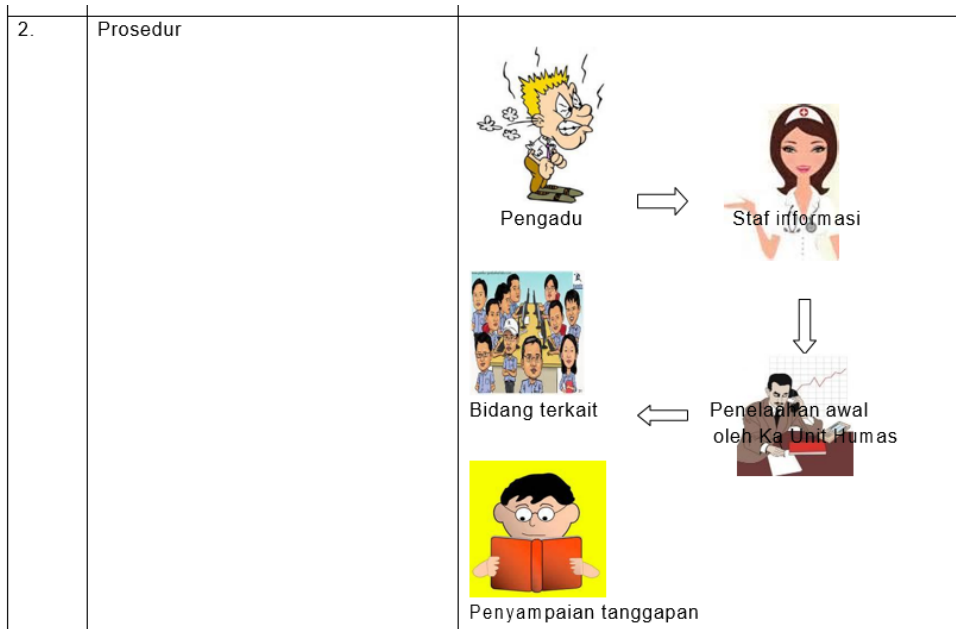 2.
Prosedur
Pengadu
Staf informasi
Bidang terkait
Penelaahan awal
oleh Ka Unit Humas
Penyampaian tanggapan